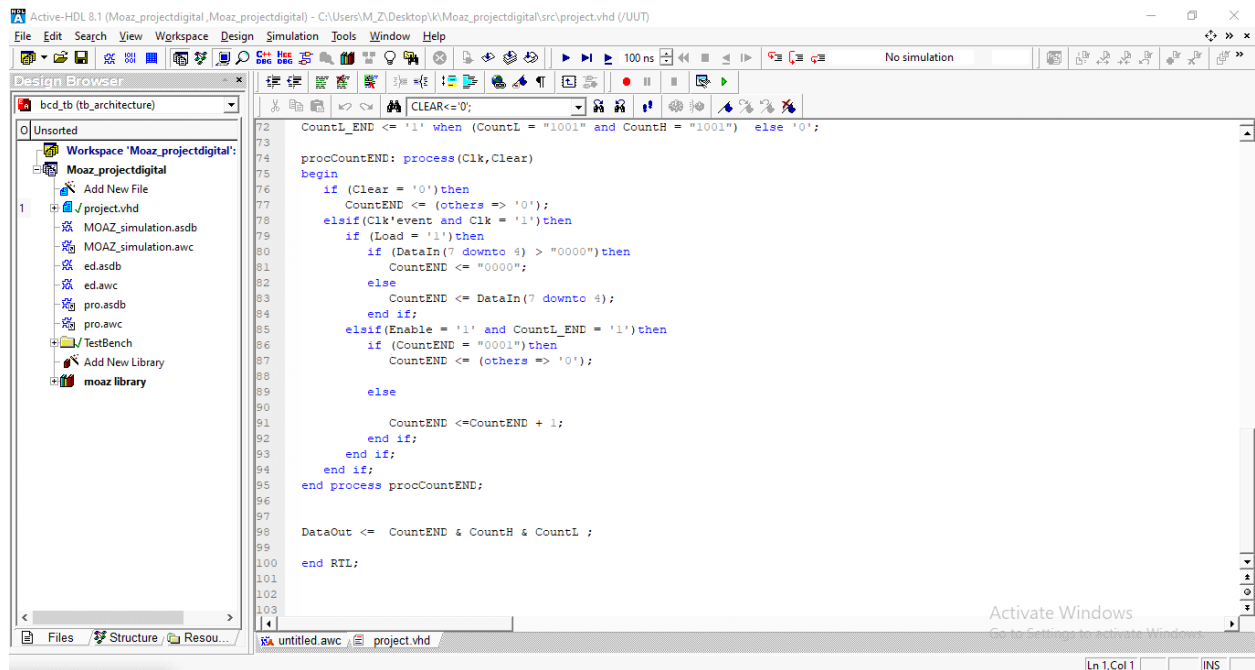 Active-HDL 8.1 (Moaz_projectdigital ,Moaz_projectdigital) - C:\Users\M_Z\Desktop\k\Moaz_projectdigital\src\project.vhd (/UUT)
File Edit Search View Workspace Design Simulation Tools Window Help
100 ns No simulation
Design Browser
bcd_tb (tb_architecture)
CLEAR<='0';
O Unsorted
Workspace 'Moaz_projectdigital':
Moaz_projectdigital
Add New File
1 project.vhd
MOAZ_simulation.asdb
MOAZ_simulation.awc
ed.asdb
ed.awc
pro.asdb
pro.awc
TestBench
Add New Library
moaz library
Files Structure Resou...
72 CountL_END <= '1' when (CountL = "1001" and CountH = "1001") else '0';
73
74 procCountEND: process(Clk,Clear)
75 begin
76 if (Clear = '0')then
77 CountEND <= (others => '0');
78 elsif(Clk'event and Clk = '1')then
79 if (Load = '1')then
80 if (DataIn(7 downto 4) > "0000")then
81 CountEND <= "0000";
82 else
83 CountEND <= DataIn(7 downto 4);
84 end if;
85 elsif(Enable = '1' and CountL_END = '1')then
86 if (CountEND = "0001")then
87 CountEND <= (others => '0');
88
89 else
90
91 CountEND <=CountEND + 1;
92 end if;
93 end if;
94 end if;
95 end process procCountEND;
96
97
98 DataOut <= CountEND & CountH & CountL ;
99
100 end RTL;
101
102
103
untitled.awc project.vhd
Activate Windows
Go to Settings to activate Windows.
Ln 1,Col 1 INS